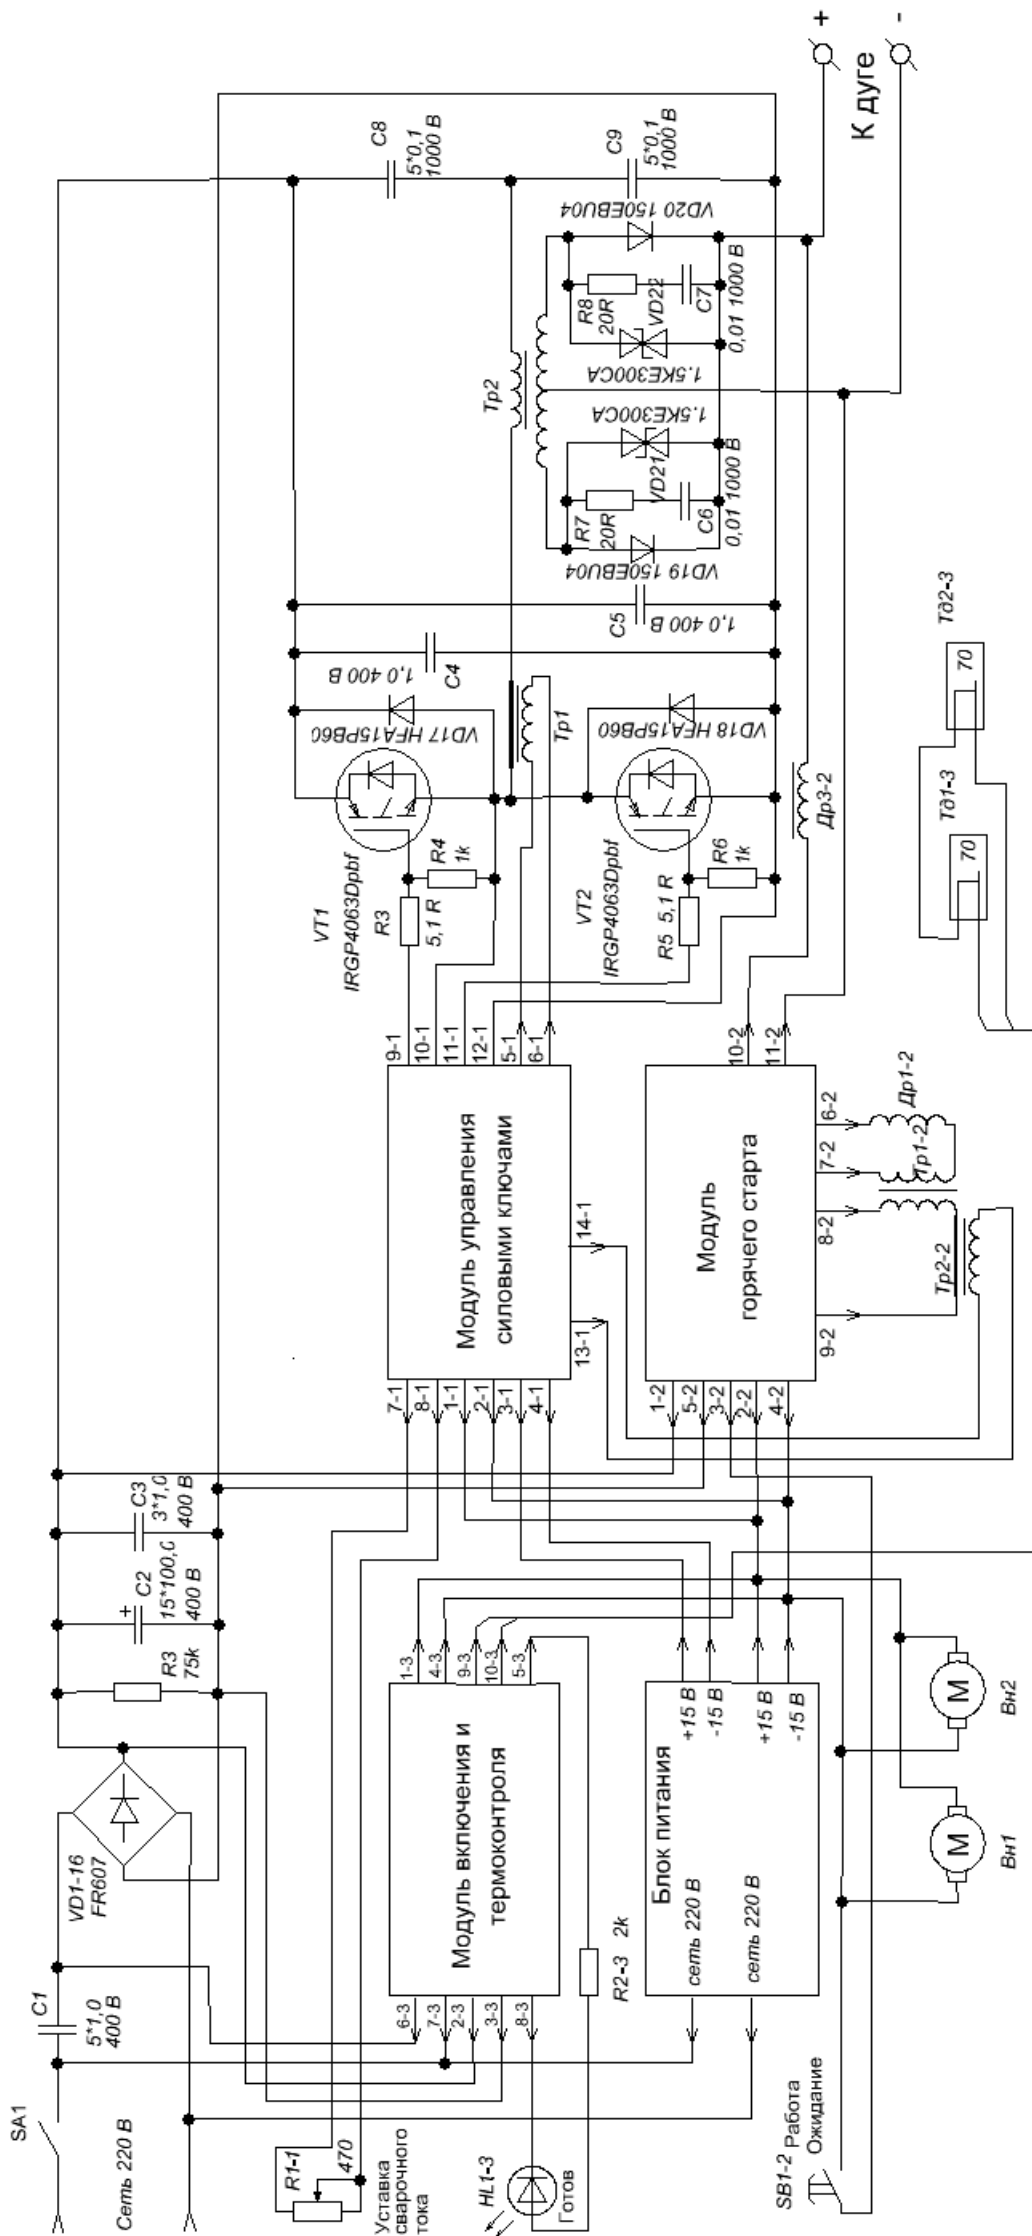 SA1
Сеть 220 В
C1
5*1,0
400 В
VD1-16
FR607
R3
75k
C2
+
15*100,0
400 В
C3
3*1,0
400 В
R1-1
470
Уставка
сварочного
тока
HL1-3
Готов
R2-3 2k
6-3
7-3
2-3
3-3
8-3
Модуль включения и
термоконтроля
1-3
4-3
9-3
10-3
5-3
Блок питания
сеть 220 В
сеть 220 В
+15 В
-15 В
+15 В
-15 В
SB1-2
Работа
Ожидание
M
Вн1
M
Вн2
7-1
8-1
1-1
2-1
3-1
4-1
Модуль управления
силовыми ключами
13-1
14-1
9-1
10-1
11-1
12-1
5-1
6-1
1-2
5-2
3-2
2-2
4-2
Модуль
горячего старта
9-2
8-2
7-2
6-2
10-2
11-2
Тр2-2
Тр1-2
Др1-2
VT1
IRGP4063Dpbf
R3
5,1 R
R4
1k
VT2
IRGP4063Dpbf
R5 5,1 R
R6
1k
VD17 HFA15PB60
VD18 HFA15PB60
Тр1
C4
1,0 400 В
C5
1,0 400 В
Др3-2
Тд1-3
70
Тд2-3
70
VD19 150EBU04
R7
20R
C6
0,01 1000 В
VD21
1.5KE300CA
Тр2
1.5KE300CA
VD22
R8
20R
C7
0,01 1000 В
VD20 150EBU04
C8
5*0,1
1000 В
C9
5*0,1
1000 В
+
К дуге
-